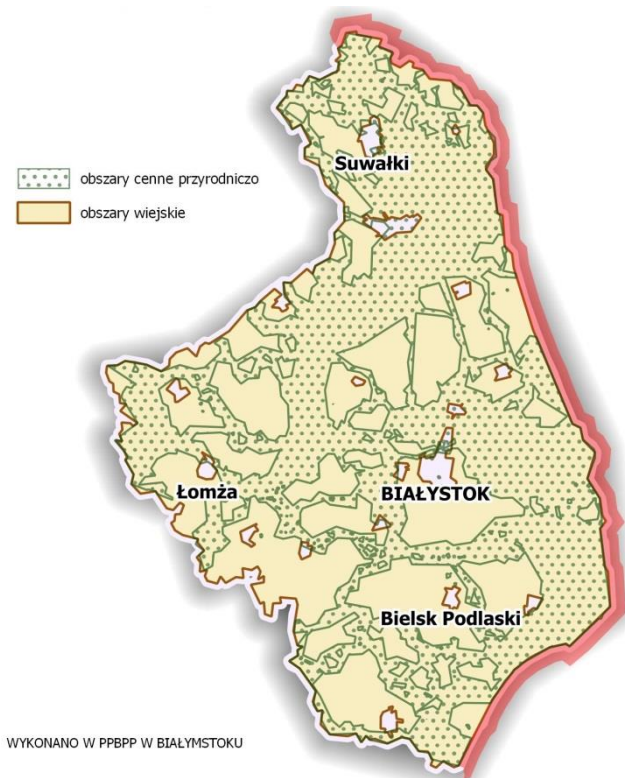 Suwałki
obszary cenne przyrodniczo
obszary wiejskie
Łomża
BIAŁYSTOK
Bielsk Podlaski
WYKONANO W PPBPP W BIAŁYMSTOKU